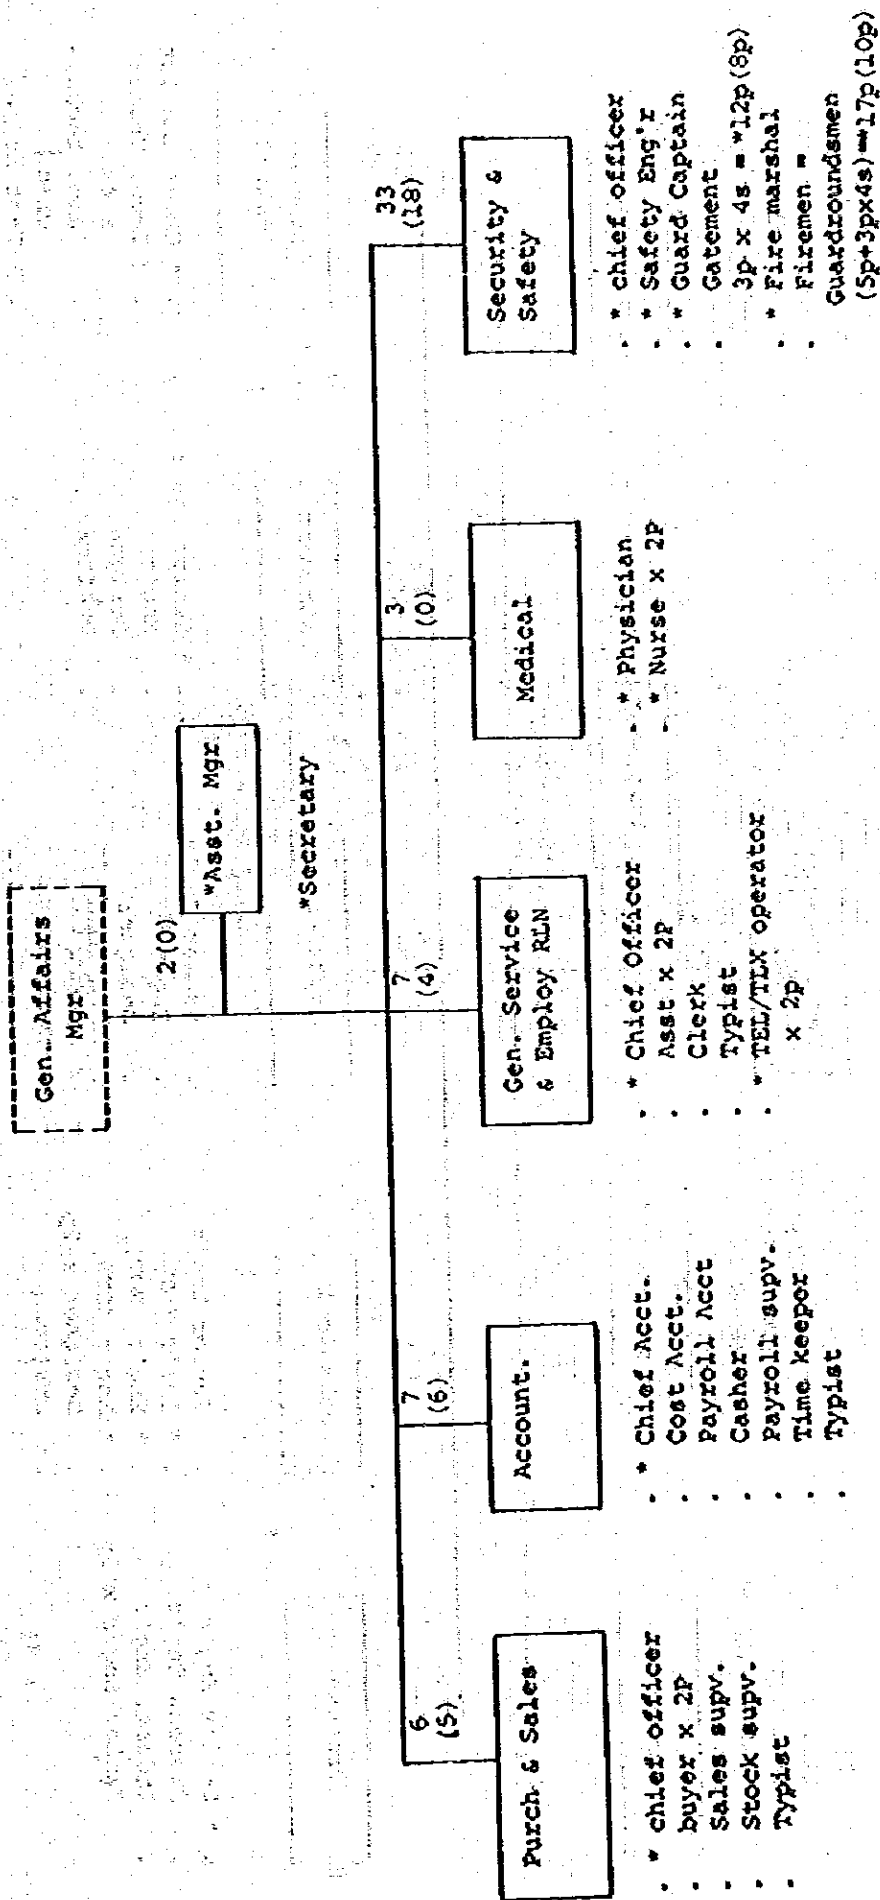 Gen. Affairs
Mgr
2(0)
*Asst. Mgr
*Secretary
6
(5)
Purch & Sales
. * chief officer
. buyer x 2P
. Sales supv.
. Stock supv.
. Typist
7
(6)
Account.
. * Chief Acct.
. Cost Acct.
. Payroll Acct
. Casher
. Payroll supv.
. Time keeper
. Typist
7
(4)
Gen. Service
& Employ RLN
. * Chief Officer
. Asst x 2P
. Clerk
. Typist
. * TEL/TLX operator
x 2p
3
(0)
Medical
. * Physician
. * Nurse x 2P
33
(18)
Security &
Safety
. * chief officer
. * Safety Eng'r
. * Guard Captain
. Gatement
3p x 4s = *12p(8p)
. * Fire marshal
. Firemen =
Guardroundsmen
(5p+3px4s)=*17p(10p)